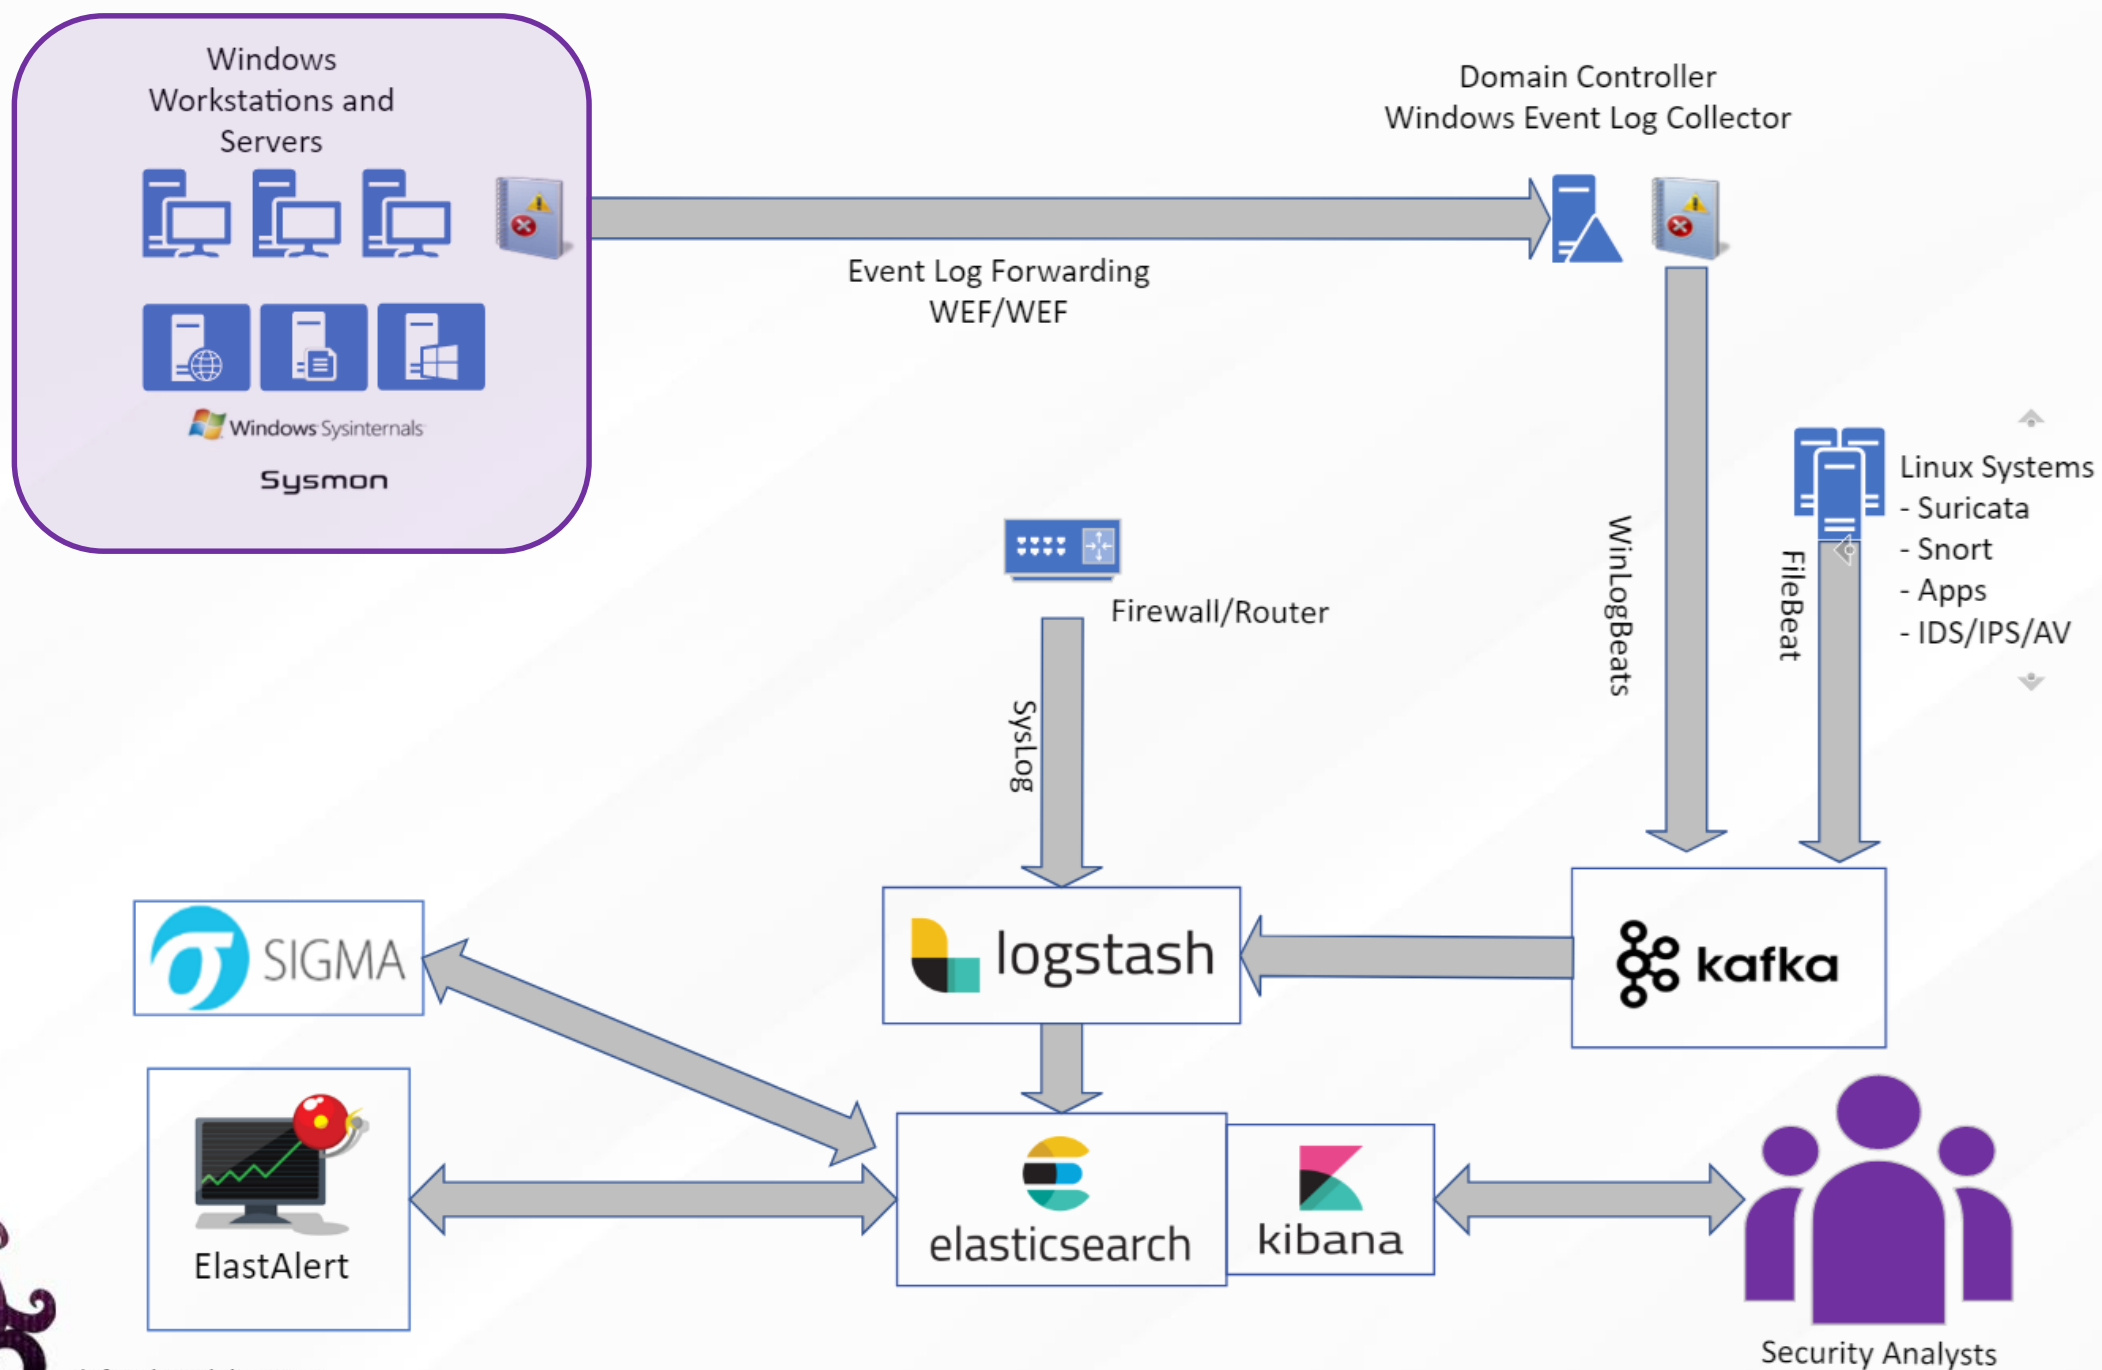 Windows
Workstations and
Servers
Windows Sysinternals
Sysmon
Domain Controller
Windows Event Log Collector
Event Log Forwarding
WEF/WEF
WinLogBeats
FileBeat
Linux Systems
- Suricata
- Snort
- Apps
- IDS/IPS/AV
Firewall/Router
SysLog
SIGMA
logstash
kafka
ElastAlert
elasticsearch
kibana
Security Analysts